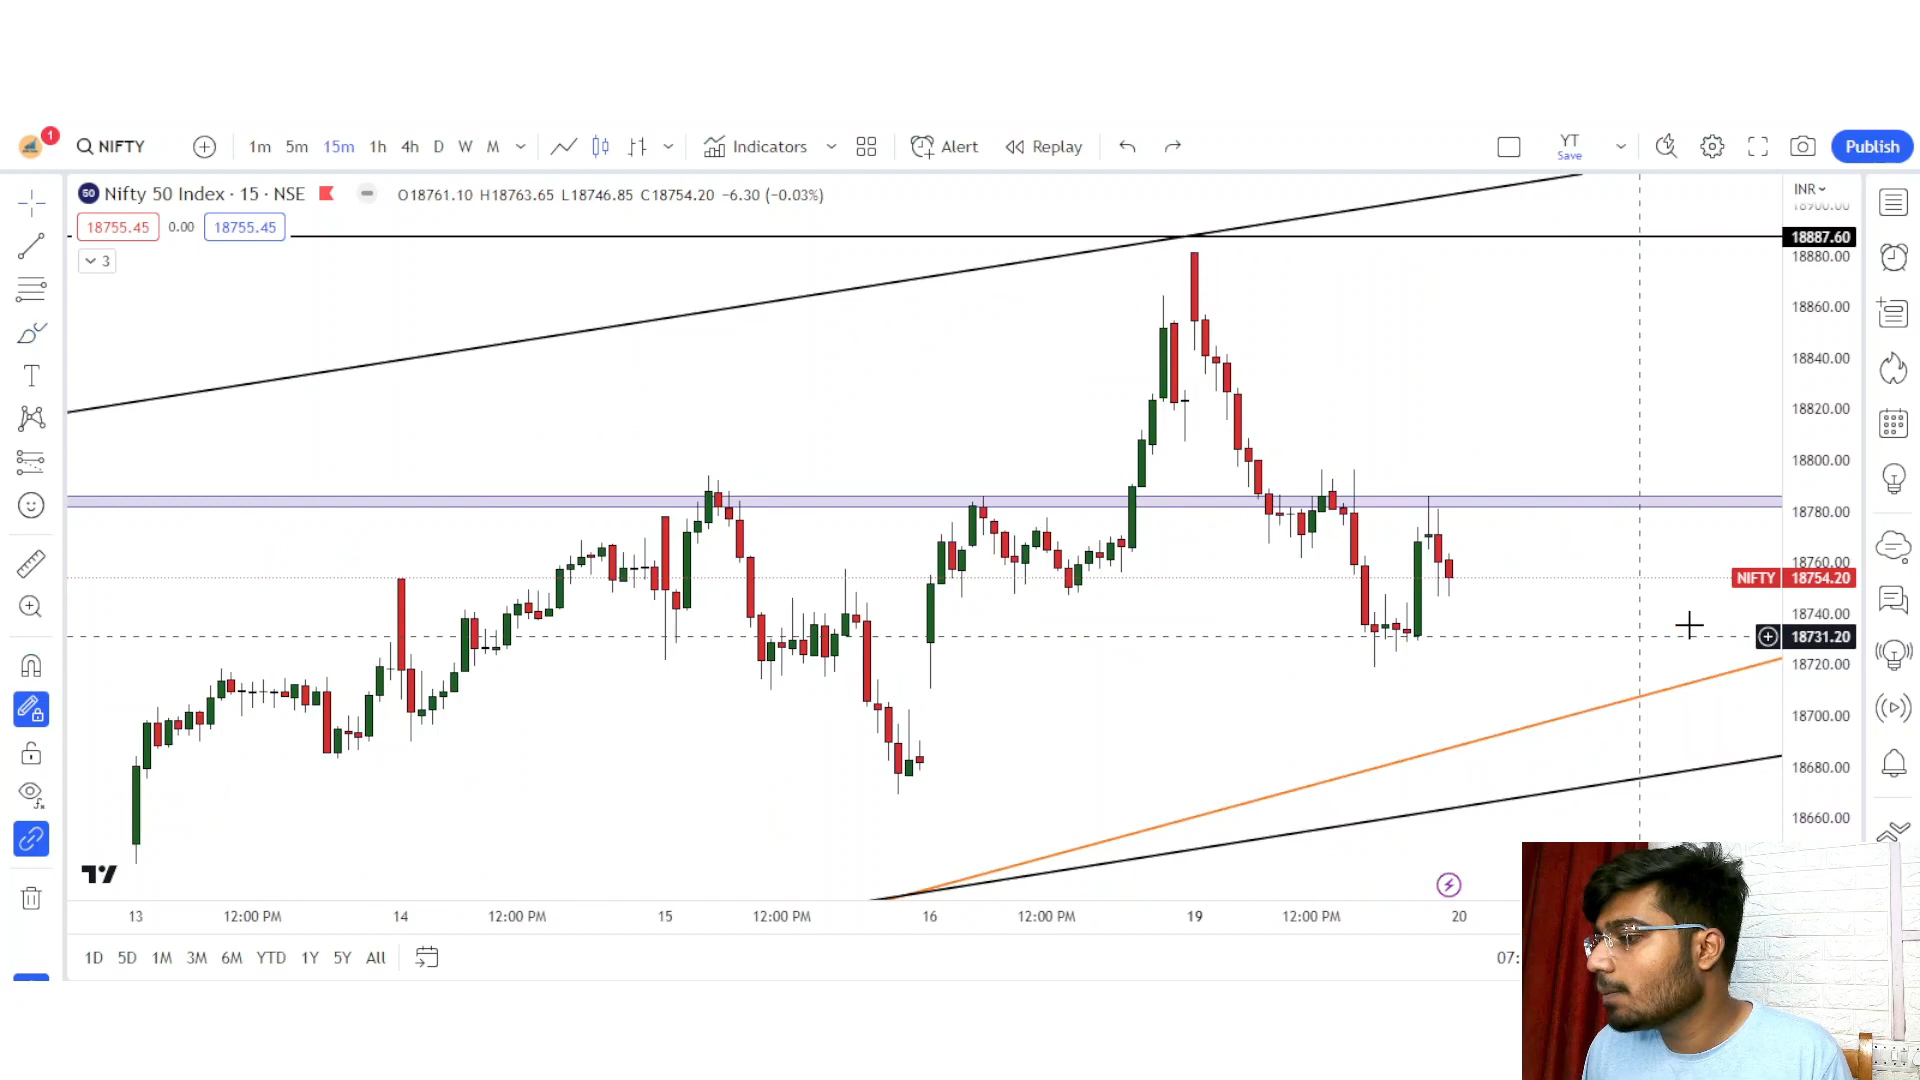 1
NIFTY
1m 5m 15m 1h 4h D W M
Indicators
Alert
Replay
YT
Save
Publish
50 Nifty 50 Index · 15 · NSE
O18761.10 H18763.65 L18746.85 C18754.20 −6.30 (−0.03%)
INR
18900.00
18755.45 0.00 18755.45
3
18887.60
18880.00
18860.00
18840.00
18820.00
18800.00
18780.00
18760.00
NIFTY 18754.20
18740.00
18731.20
18720.00
18700.00
18680.00
18660.00
13 12:00 PM 14 12:00 PM 15 12:00 PM 16 12:00 PM 19 12:00 PM 20
1D 5D 1M 3M 6M YTD 1Y 5Y All
07: